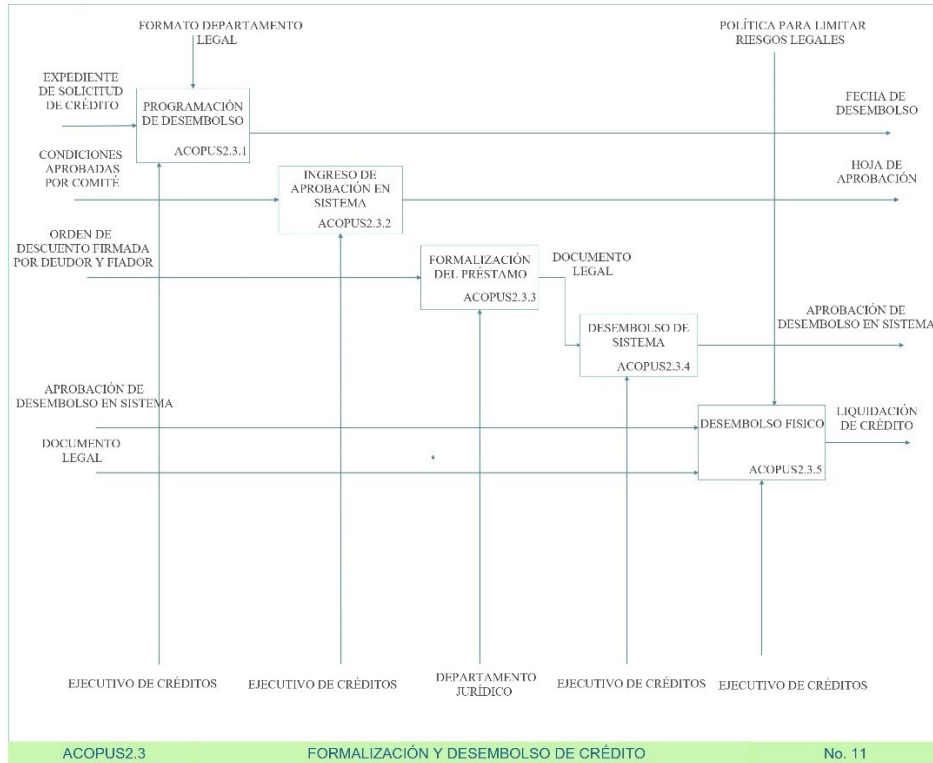 FORMATO DEPARTAMENTO
LEGAL
POLÍTICA PARA LIMITAR
RIESGOS LEGALES
EXPEDIENTE
DE SOLICITUD
DE CRÉDITO
PROGRAMACIÓN
DE DESEMBOLSO
ACOPUS2.3.1
FECHA DE
DESEMBOLSO
CONDICIONES
APROBADAS
POR COMITÉ
INGRESO DE
APROBACIÓN EN
SISTEMA
ACOPUS2.3.2
HOJA DE
APROBACIÓN
ORDEN DE
DESCUENTO FIRMADA
POR DEUDOR Y FIADOR
FORMALIZACIÓN
DEL PRÉSTAMO
ACOPUS2.3.3
DOCUMENTO
LEGAL
DESEMBOLSO DE
SISTEMA
ACOPUS2.3.4
APROBACIÓN DE
DESEMBOLSO EN SISTEMA
APROBACIÓN DE
DESEMBOLSO EN SISTEMA
DOCUMENTO
LEGAL
DESEMBOLSO FISICO
ACOPUS2.3.5
LIQUIDACIÓN
DE CRÉDITO
EJECUTIVO DE CRÉDITOS
EJECUTIVO DE CRÉDITOS
DEPARTAMENTO
JURÍDICO
EJECUTIVO DE CRÉDITOS
EJECUTIVO DE CRÉDITOS
ACOPUS2.3
FORMALIZACIÓN Y DESEMBOLSO DE CRÉDITO
No. 11